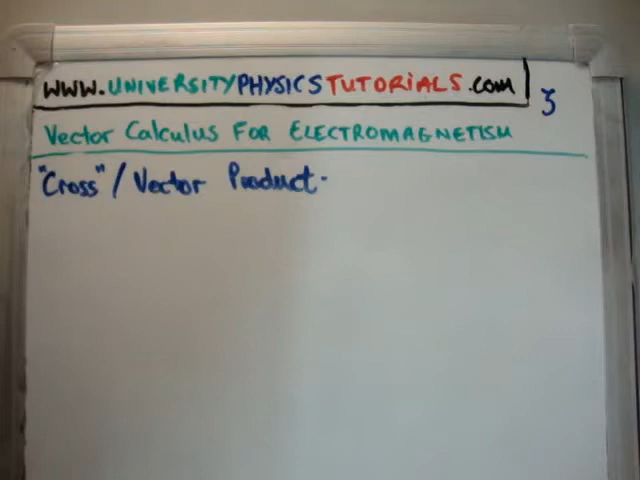 WWW.UNIVERSITYPHYSICSTUTORIALS.COM 3
Vector Calculus FOR ELECTROMAGNETISM
"Cross" / Vector Product.